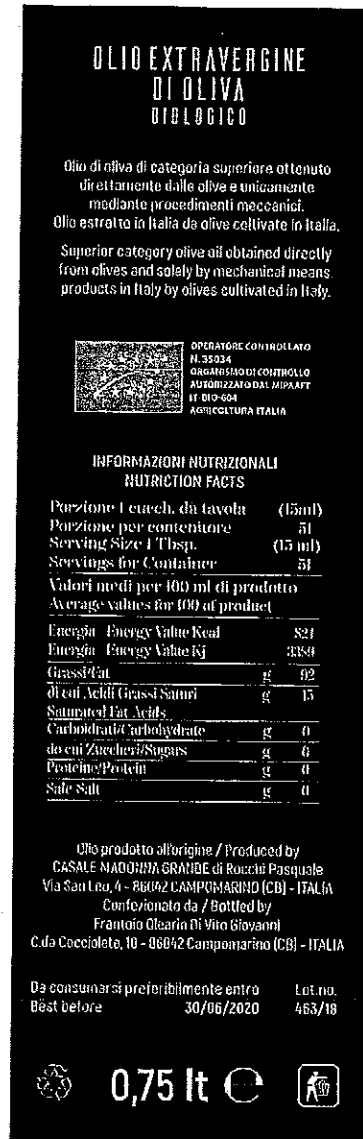 OLIO EXTRAVERGINE
DI OLIVA
BIOLOGICO
Olio di oliva di categoria superiore ottenuto
direttamente dalle olive e unicamente
mediante procedimenti meccanici.
Olio estratto in Italia da olive coltivate in Italia.
Superior category olive oil obtained directly
from olives and solely by mechanical means.
products in Italy by olives cultivated in Italy.
OPERATORE CONTROLLATO
N. 35034
ORGANISMO DI CONTROLLO
AUTORIZZATO DAL MIPAAFT
IT-BIO-004
AGRICOLTURA ITALIA
INFORMAZIONI NUTRIZIONALI
NUTRICTION FACTS
Porzione 1 cucch. da tavola (15ml)
Porzione per contenitore 51
Serving Size 1 Tbsp. (15 ml)
Servings for Container 51
Valori medi per 100 ml di prodotto
Average values for 100 of product
Energia Energy Value Kcal 821
Energia Energy Value Kj 3359
Grassi/Fat g 92
di cui Acidi Grassi Saturi g 15
Saturated Fat Acids
Carboidrati/Carbohydrate g 0
do cui Zuccheri/Sugars g 0
Proteine/Protein g 0
Sale Salt g 0
Olio prodotto all'origine / Produced by
CASALE MADONNA GRANDE di Rocchi Pasquale
Via San Leo, 4 - 86042 CAMPOMARINO (CB) - ITALIA
Confezionato da / Bottled by
Frantoio Oleario Di Vito Giovanni
C.da Cocciolete, 10 - 86042 Campomarino (CB) - ITALIA
Da consumarsi preferibilmente entro Lot.no.
Best before 30/06/2020 463/18
0,75 lt e